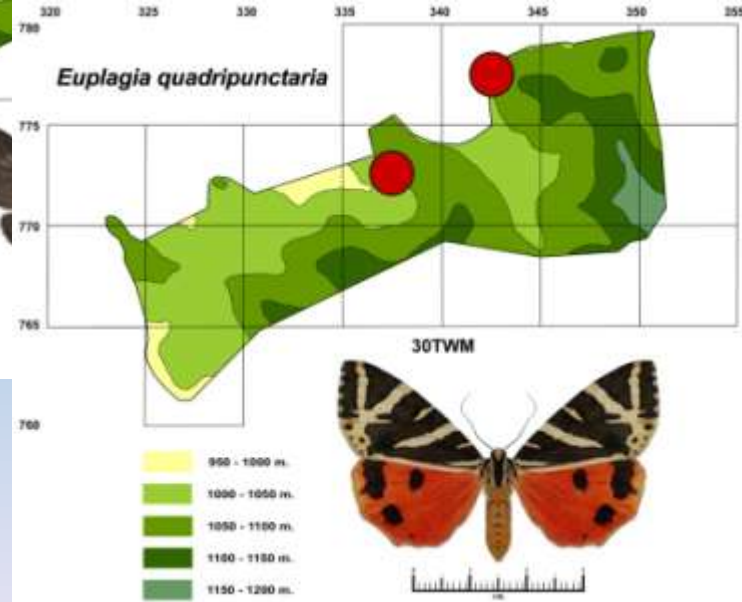 320 325 330 335 340 345 350 355
780
Euplagia quadripunctaria
775
770
765
30TWM
760
950 - 1000 m.
1000 - 1050 m.
1050 - 1100 m.
1100 - 1150 m.
1150 - 1200 m.